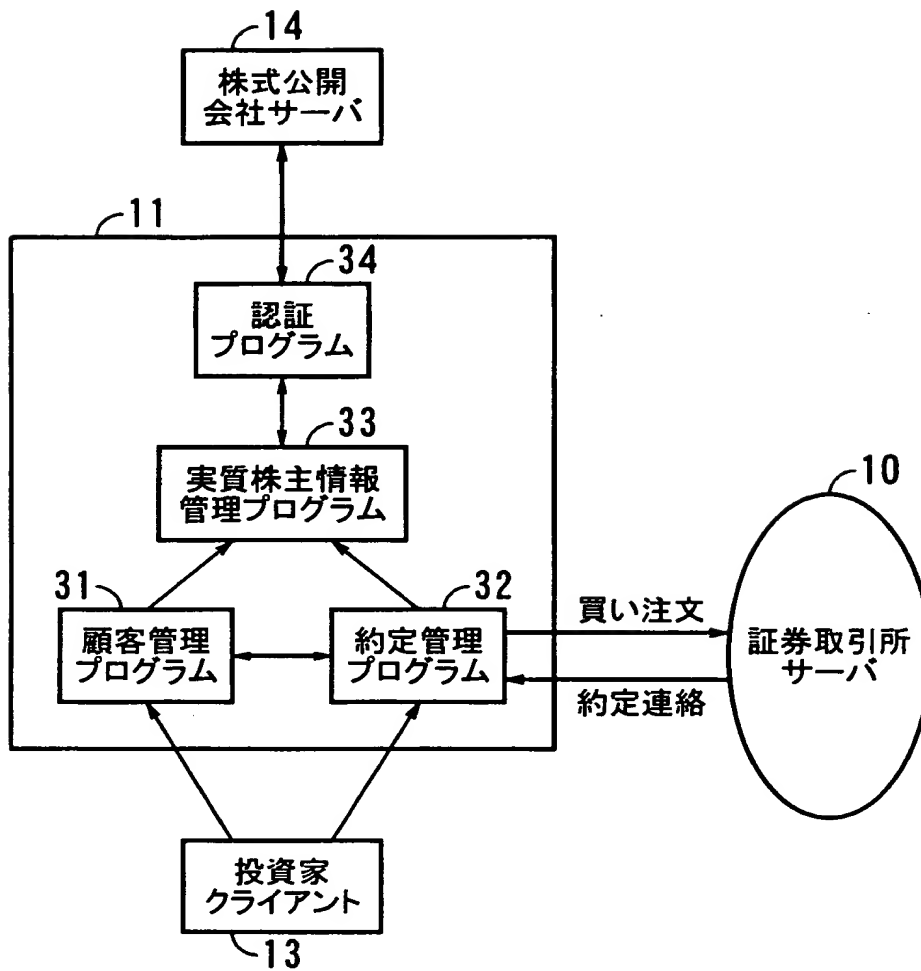 14
株式公開
会社サーバ
11
34
認証
プログラム
33
実質株主情報
管理プログラム
10
31
32
顧客管理
プログラム
約定管理
プログラム
買い注文
約定連絡
証券取引所
サーバ
投資家
クライアント
13